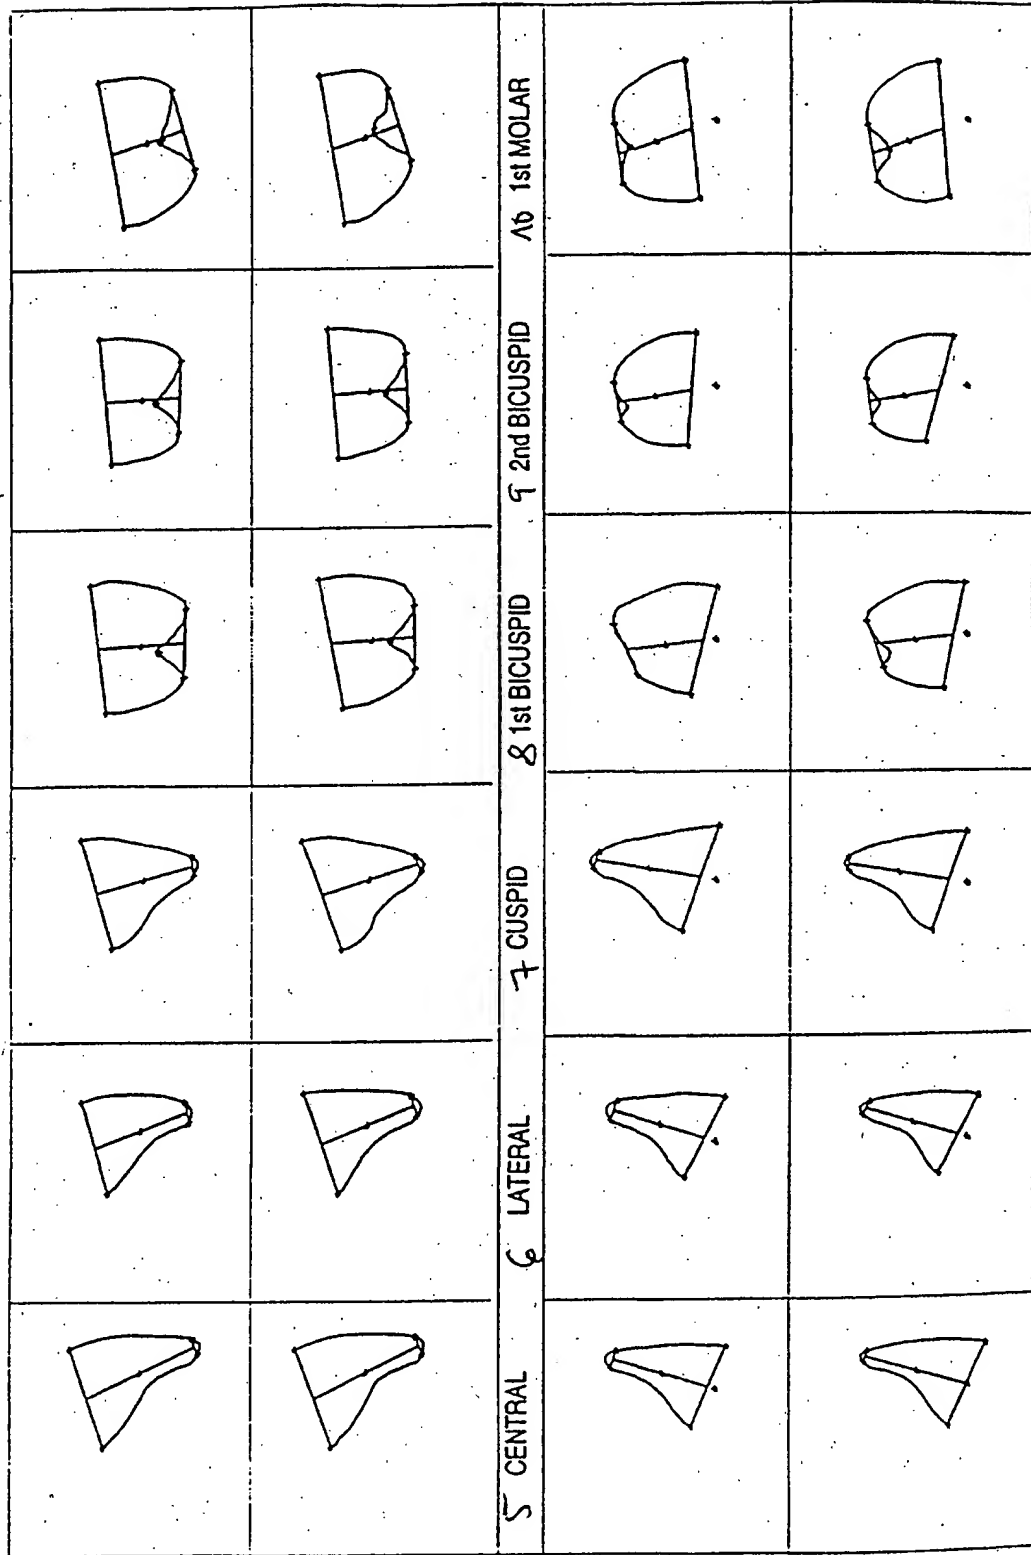 5 CENTRAL
6 LATERAL
7 CUSPID
8 1st BICUSPID
9 2nd BICUSPID
10 1st MOLAR